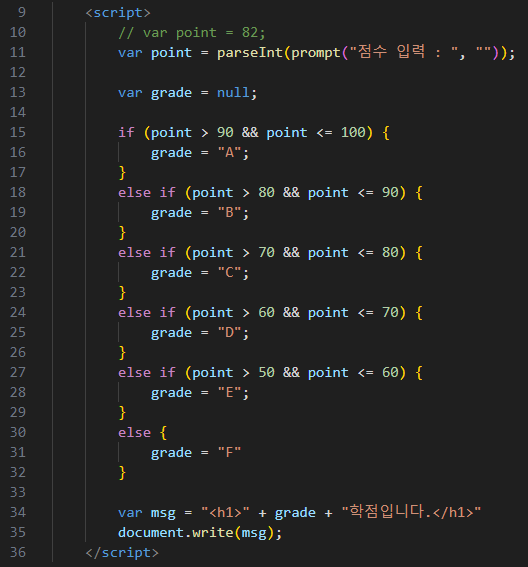 9 <script>
10 // var point = 82;
11 var point = parseInt(prompt("점수 입력 : ", ""));
12
13 var grade = null;
14
15 if (point > 90 && point <= 100) {
16 grade = "A";
17 }
18 else if (point > 80 && point <= 90) {
19 grade = "B";
20 }
21 else if (point > 70 && point <= 80) {
22 grade = "C";
23 }
24 else if (point > 60 && point <= 70) {
25 grade = "D";
26 }
27 else if (point > 50 && point <= 60) {
28 grade = "E";
29 }
30 else {
31 grade = "F"
32 }
33
34 var msg = "<h1>" + grade + "학점입니다.</h1>"
35 document.write(msg);
36 </script>